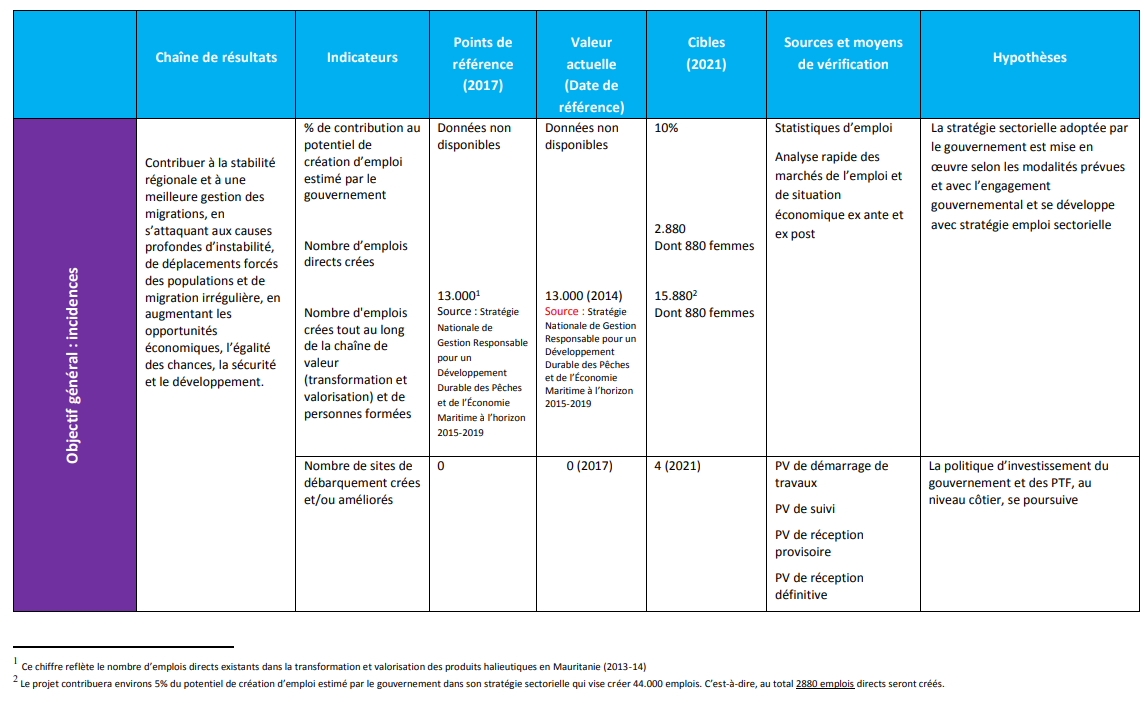 Chaîne de résultats
Indicateurs
Points de
référence
(2017)
Valeur
actuelle
(Date de
référence)
Cibles
(2021)
Sources et moyens
de vérification
Hypothèses
Objectif général : incidences
Contribuer à la stabilité
régionale et à une
meilleure gestion des
migrations, en
s’attaquant aux causes
profondes d’instabilité,
de déplacements forcés
des populations et de
migration irrégulière, en
augmentant les
opportunités
économiques, l’égalité
des chances, la sécurité
et le développement.
% de contribution au
potentiel de
création d’emploi
estimé par le
gouvernement
Nombre d’emplois
directs crées
Nombre d'emplois
crées tout au long
de la chaîne de
valeur
(transformation et
valorisation) et de
personnes formées
Données non
disponibles
13.000¹
Source : Stratégie
Nationale de
Gestion Responsable
pour un
Développement
Durable des Pêches
et de l’Économie
Maritime à l’horizon
2015-2019
Données non
disponibles
13.000 (2014)
Source : Stratégie
Nationale de Gestion
Responsable pour un
Développement
Durable des Pêches
et de l’Économie
Maritime à l’horizon
2015-2019
10%
2.880
Dont 880 femmes
15.880²
Dont 880 femmes
Statistiques d’emploi
Analyse rapide des
marchés de l’emploi et
de situation
économique ex ante et
ex post
La stratégie sectorielle adoptée par
le gouvernement est mise en
œuvre selon les modalités prévues
et avec l’engagement
gouvernemental et se développe
avec stratégie emploi sectorielle
Nombre de sites de
débarquement crées
et/ou améliorés
0
0 (2017)
4 (2021)
PV de démarrage de
travaux
PV de suivi
PV de réception
provisoire
PV de réception
définitive
La politique d’investissement du
gouvernement et des PTF, au
niveau côtier, se poursuive
¹ Ce chiffre reflète le nombre d’emplois directs existants dans la transformation et valorisation des produits halieutiques en Mauritanie (2013-14)
² Le projet contribuera environs 5% du potentiel de création d’emploi estimé par le gouvernement dans son stratégie sectorielle qui vise créer 44.000 emplois. C’est-à-dire, au total 2880 emplois directs seront créés.